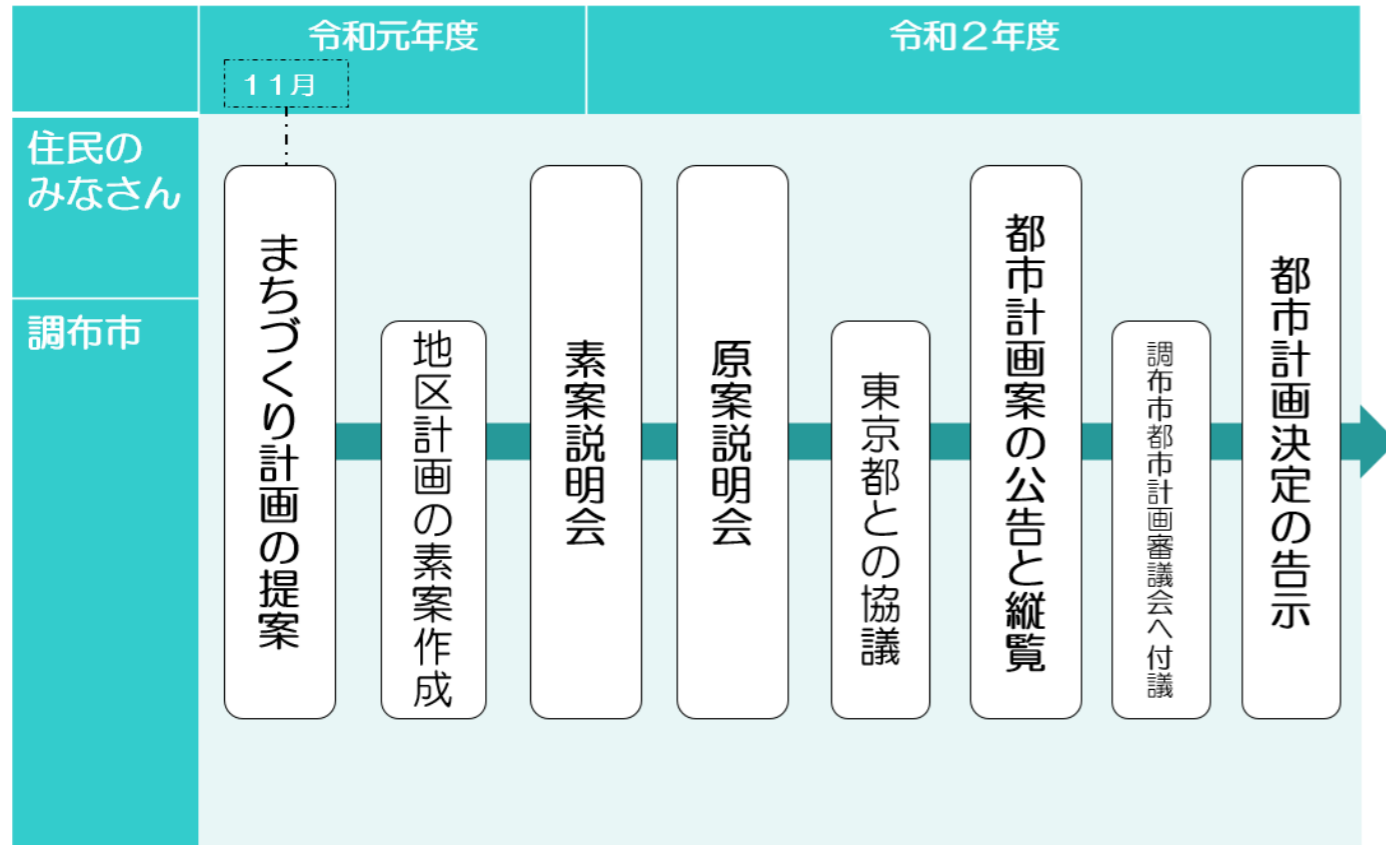 令和元年度
令和２年度
１１月
住民の
みなさん
調布市
まちづくり計画の提案
地区計画の素案作成
素案説明会
原案説明会
東京都との協議
都市計画案の公告と縦覧
調布市都市計画審議会へ付議
都市計画決定の告示